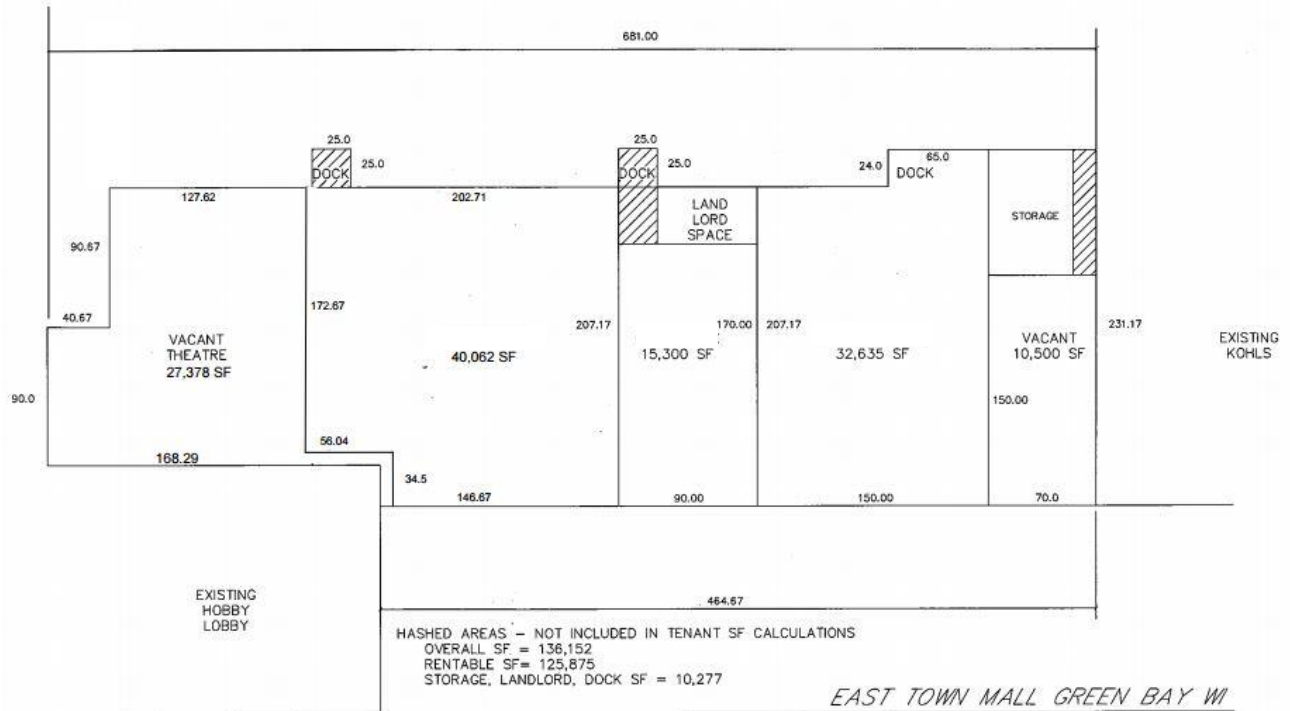 681.00
25.0
25.0
DOCK
25.0
DOCK
25.0
24.0
65.0
DOCK
127.62
202.71
LAND
LORD
SPACE
STORAGE
90.67
40.67
172.67
207.17
170.00
207.17
231.17
VACANT
THEATRE
27,378 SF
40,062 SF
15,300 SF
32,635 SF
VACANT
10,500 SF
EXISTING
KOHLS
90.0
150.00
56.04
168.29
34.5
146.67
90.00
150.00
70.0
EXISTING
HOBBY
LOBBY
464.67
HASHED AREAS – NOT INCLUDED IN TENANT SF CALCULATIONS
OVERALL SF = 136,152
RENTABLE SF= 125,875
STORAGE, LANDLORD, DOCK SF = 10,277
EAST TOWN MALL GREEN BAY WI